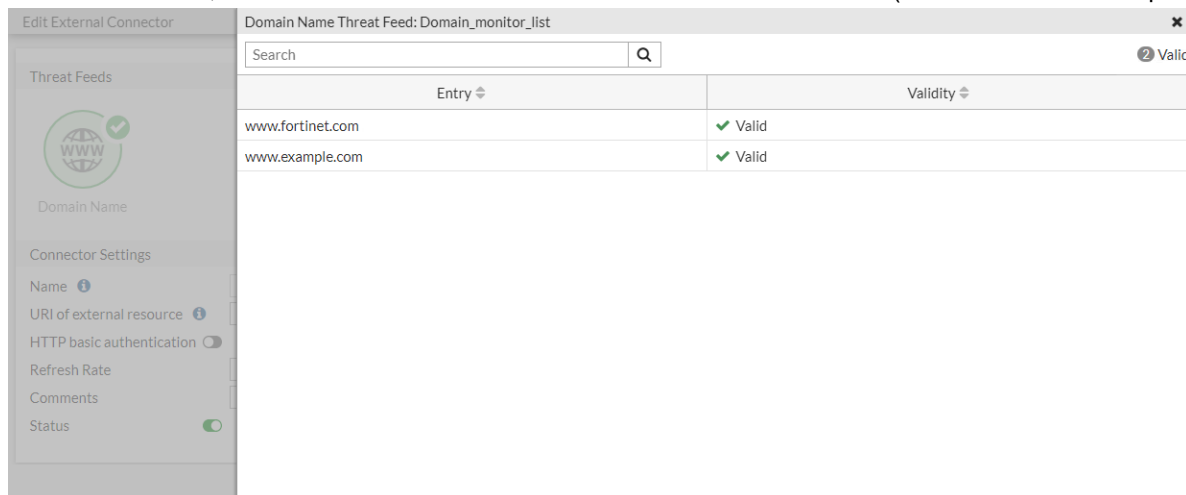 Edit External Connector
Domain Name Threat Feed: Domain_monitor_list
Search
2 Valid
Threat Feeds
Entry
Validity
www.fortinet.com
Valid
www.example.com
Valid
WWW
Domain Name
Connector Settings
Name
URI of external resource
HTTP basic authentication
Refresh Rate
Comments
Status